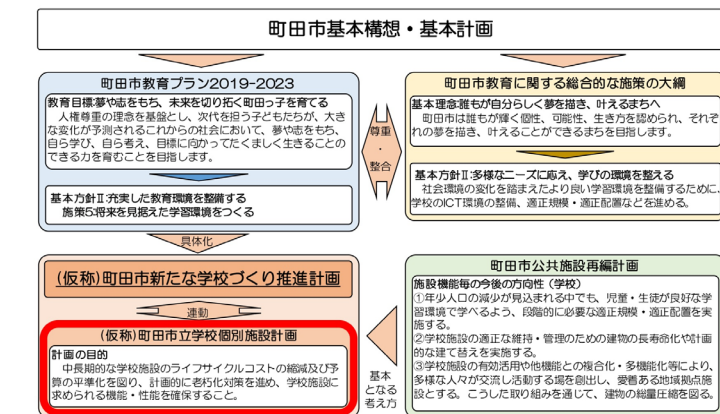 町田市基本構想・基本計画
町田市教育プラン2019-2023
教育目標:夢や志をもち、未来を切り拓く町田っ子を育てる
人権尊重の理念を基盤とし、次代を担う子どもたちが、大き
な変化が予測されるこれからの社会において、夢や志をもち、
自ら学び、自ら考え、目標に向かってたくましく生きることの
できる力を育むことを目指します。
基本方針Ⅱ:充実した教育環境を整備する
施策5:将来を見据えた学習環境をつくる
尊重
・
整合
町田市教育に関する総合的な施策の大綱
基本理念:誰もが自分らしく夢を描き、叶えるまちへ
町田市は誰もが輝く個性、可能性、生き方を認められ、それぞ
れの夢を描き、叶えることができるまちを目指します。
基本方針Ⅱ:多様なニーズに応え、学びの環境を整える
社会環境の変化を踏まえたより良い学習環境を整備するために、
学校のICT環境の整備、適正規模・適正配置などを進める。
具体化
(仮称)町田市新たな学校づくり推進計画
連動
(仮称)町田市立学校個別施設計画
計画の目的
中長期的な学校施設のライフサイクルコストの縮減及び予
算の平準化を図り、計画的に老朽化対策を進め、学校施設に
求められる機能・性能を確保すること。
基本
となる
考え方
町田市公共施設再編計画
施設機能毎の今後の方向性(学校)
①年少人口の減少が見込まれる中でも、児童・生徒が良好な学
習環境で学べるよう、段階的に必要な適正規模・適正配置を実
施する。
②学校施設の適正な維持・管理のための建物の長寿命化や計画
的な建て替えを実施する。
③学校施設の有効活用や他機能との複合化・多機能化等により、
多様な人々が交流し活動する場を創出し、愛着ある地域拠点施
設とする。こうした取り組みを通じて、建物の総量圧縮を図る。